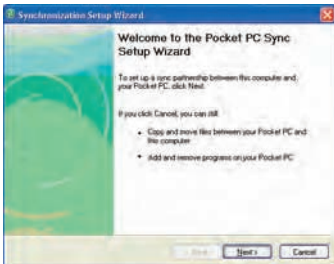 Synchronization Setup Wizard
Welcome to the Pocket PC Sync
Setup Wizard
To set up a sync partnership between this computer and
your Pocket PC, click Next.
If you click Cancel, you can still:
• Copy and move files between your Pocket PC and
this computer
• Add and remove programs on your Pocket PC
Next >
Cancel